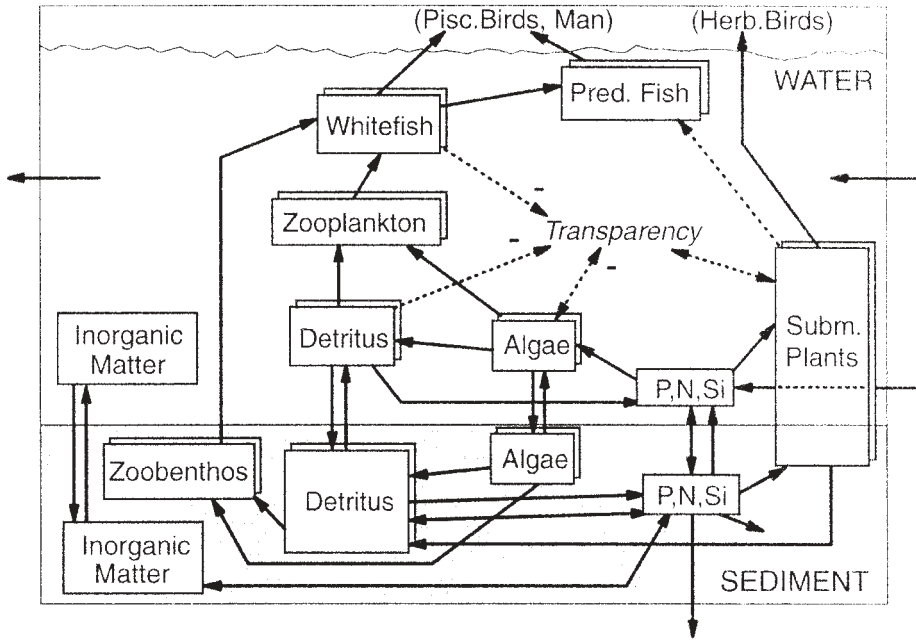 (Pisc.Birds, Man)
(Herb.Birds)
WATER
Pred. Fish
Whitefish
-
Zooplankton
-
Transparency
-
Inorganic
Matter
Detritus
Algae
Subm.
Plants
P,N,Si
Zoobenthos
Algae
Detritus
P,N,Si
Inorganic
Matter
SEDIMENT